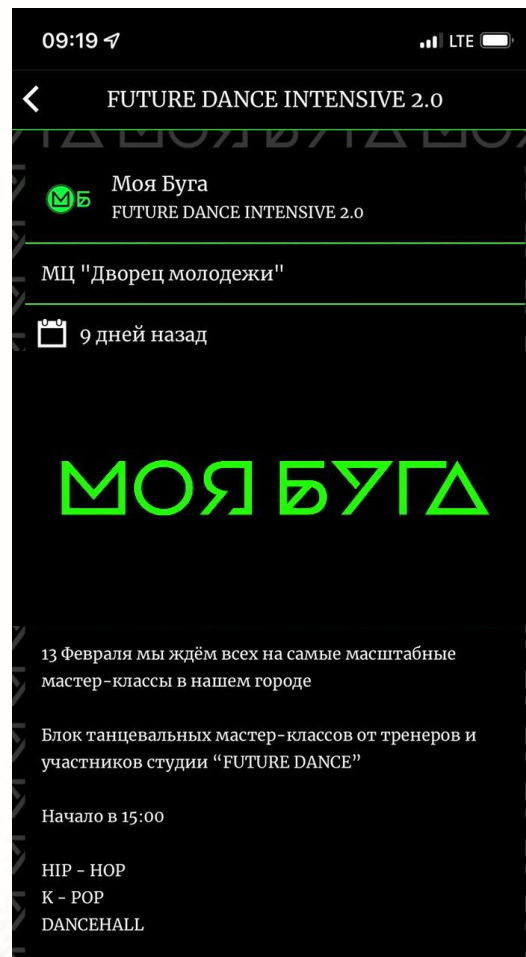 09:19 LTE
FUTURE DANCE INTENSIVE 2.0
МБ Моя Буга
FUTURE DANCE INTENSIVE 2.0
МЦ "Дворец молодежи"
9 дней назад
МОЯ БУГА
13 Февраля мы ждём всех на самые масштабные
мастер-классы в нашем городе
Блок танцевальных мастер-классов от тренеров и
участников студии “FUTURE DANCE”
Начало в 15:00
HIP - HOP
K - POP
DANCEHALL